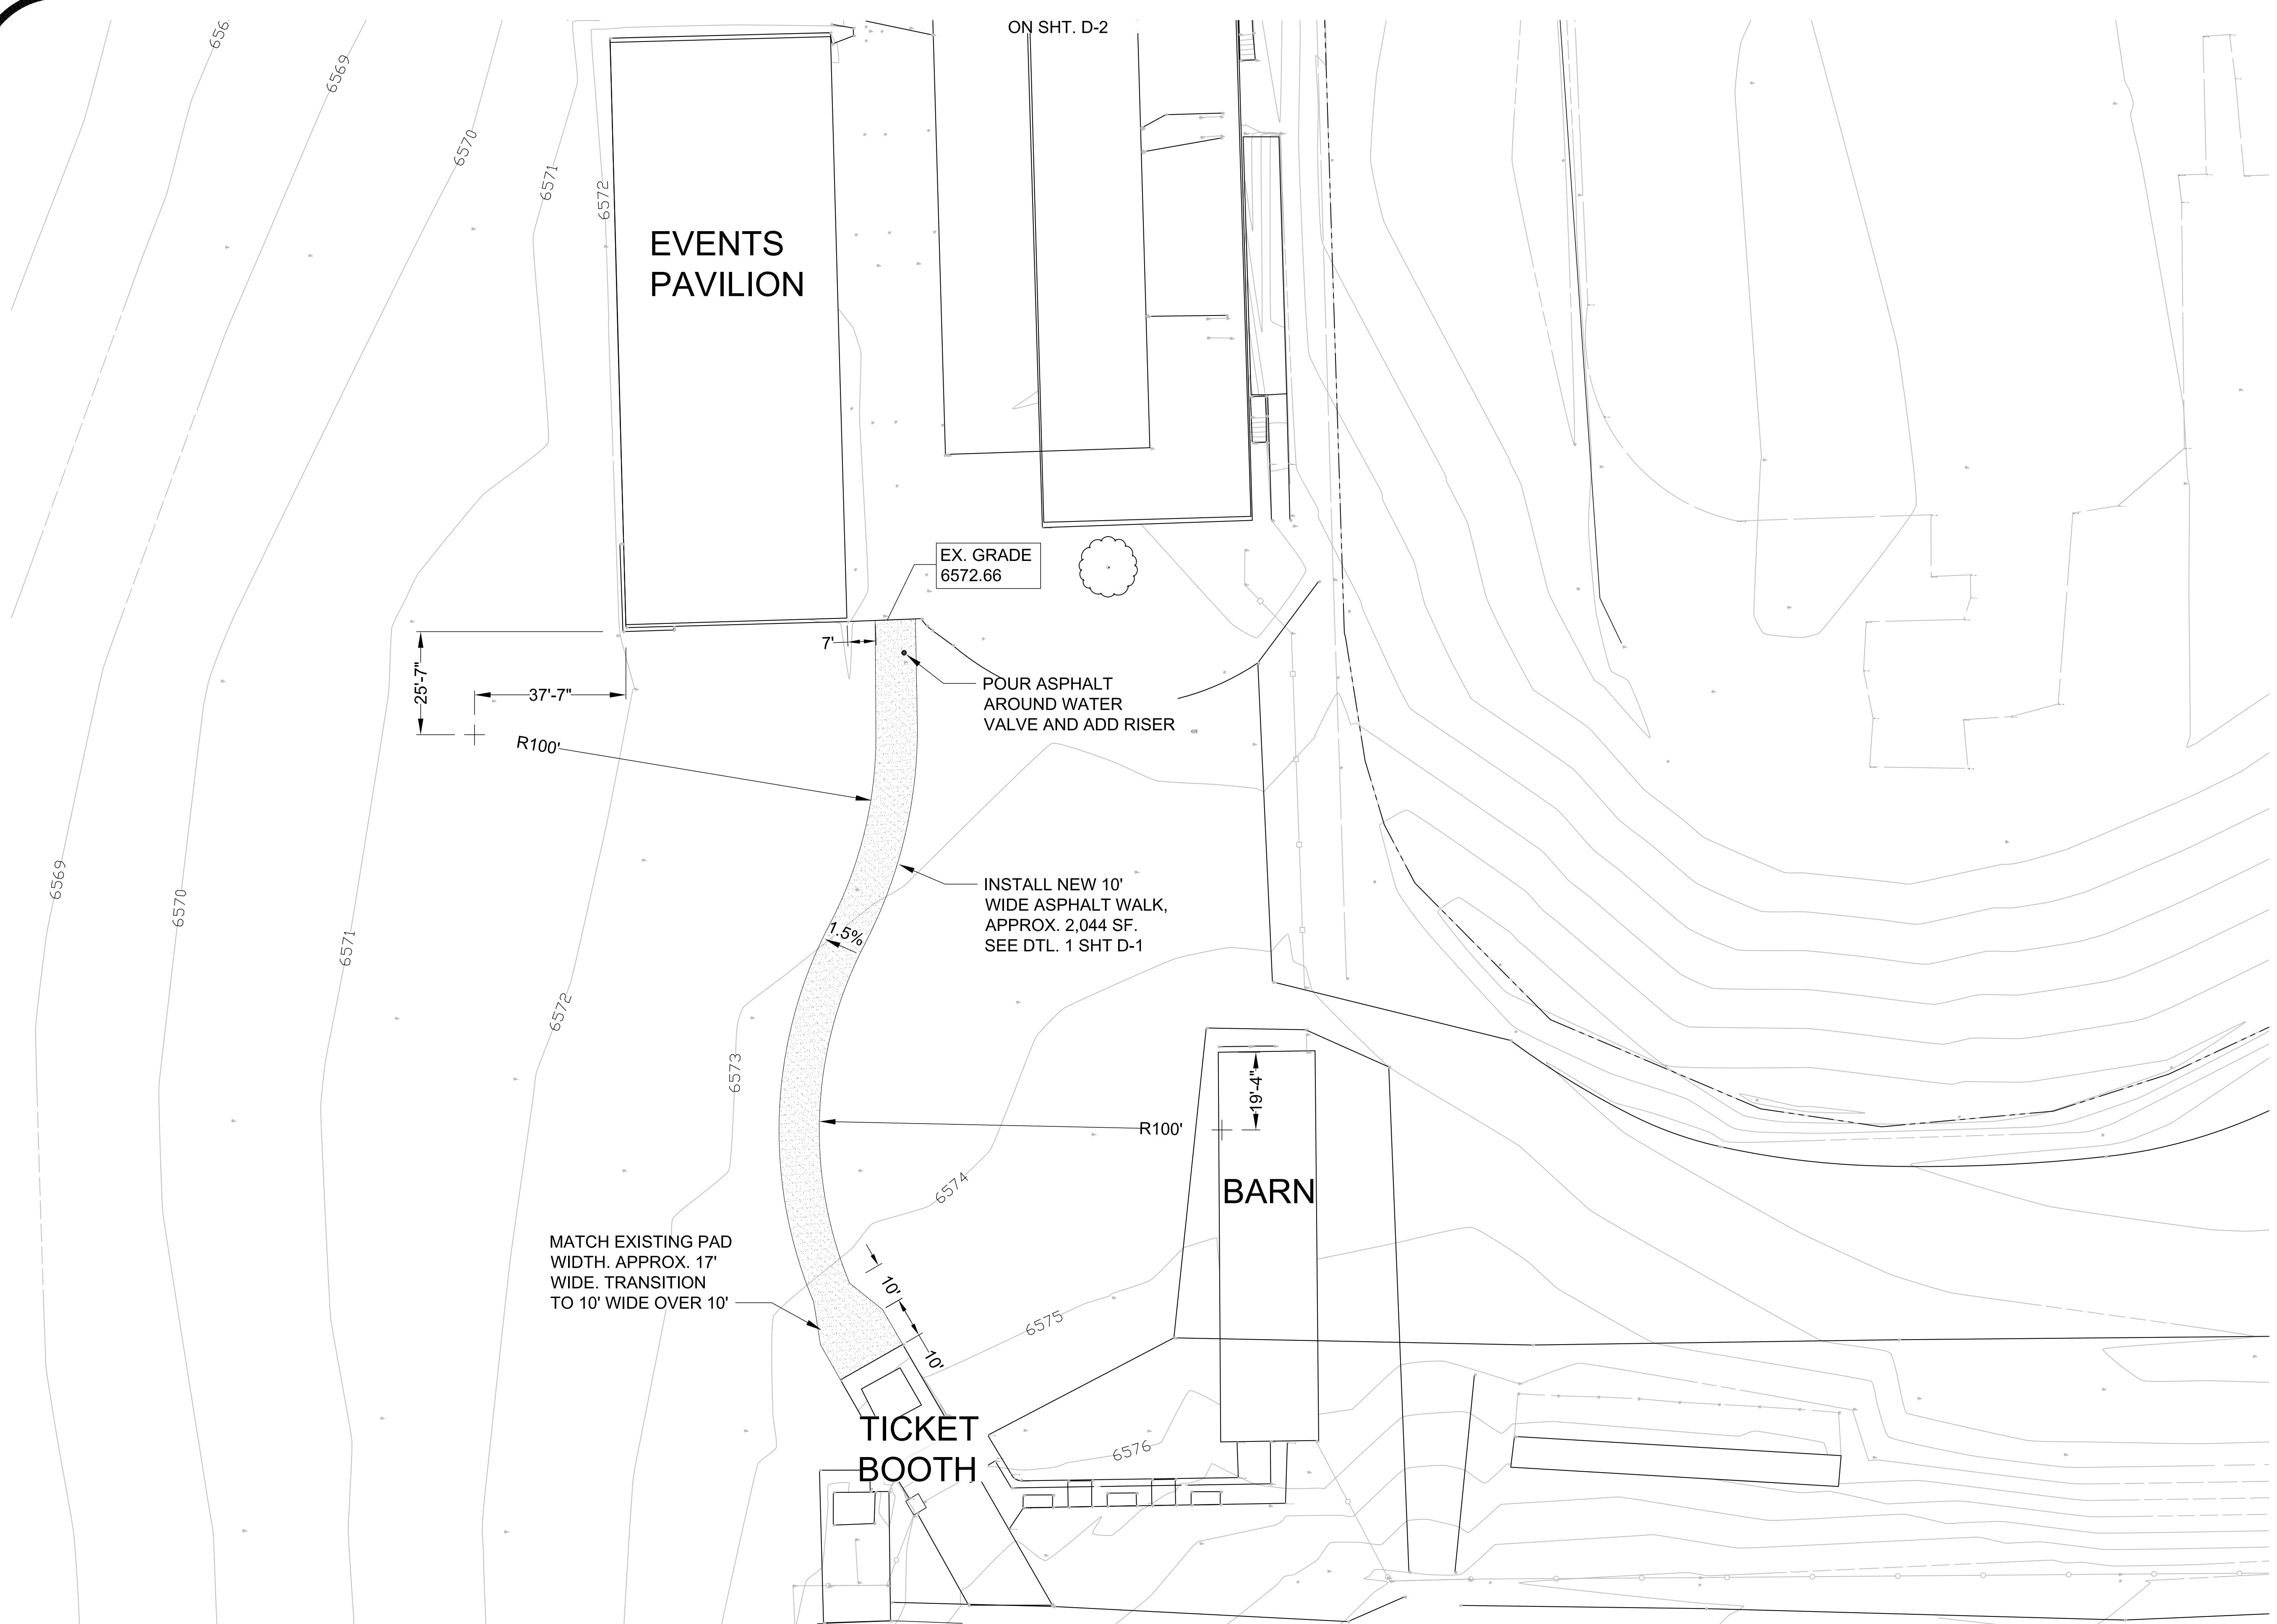 ON SHT. D-2
656
6569
6570
6571
6572
EVENTS
PAVILION
EX. GRADE
6572.66
7'
25'-7"
37'-7"
R100'
POUR ASPHALT
AROUND WATER
VALVE AND ADD RISER
6569
6570
6571
6572
INSTALL NEW 10'
WIDE ASPHALT WALK,
APPROX. 2,044 SF.
SEE DTL. 1 SHT D-1
1.5%
6573
19'-4"
R100'
BARN
6574
MATCH EXISTING PAD
WIDTH. APPROX. 17'
WIDE. TRANSITION
TO 10' WIDE OVER 10'
10'
10'
6575
TICKET
BOOTH
6576